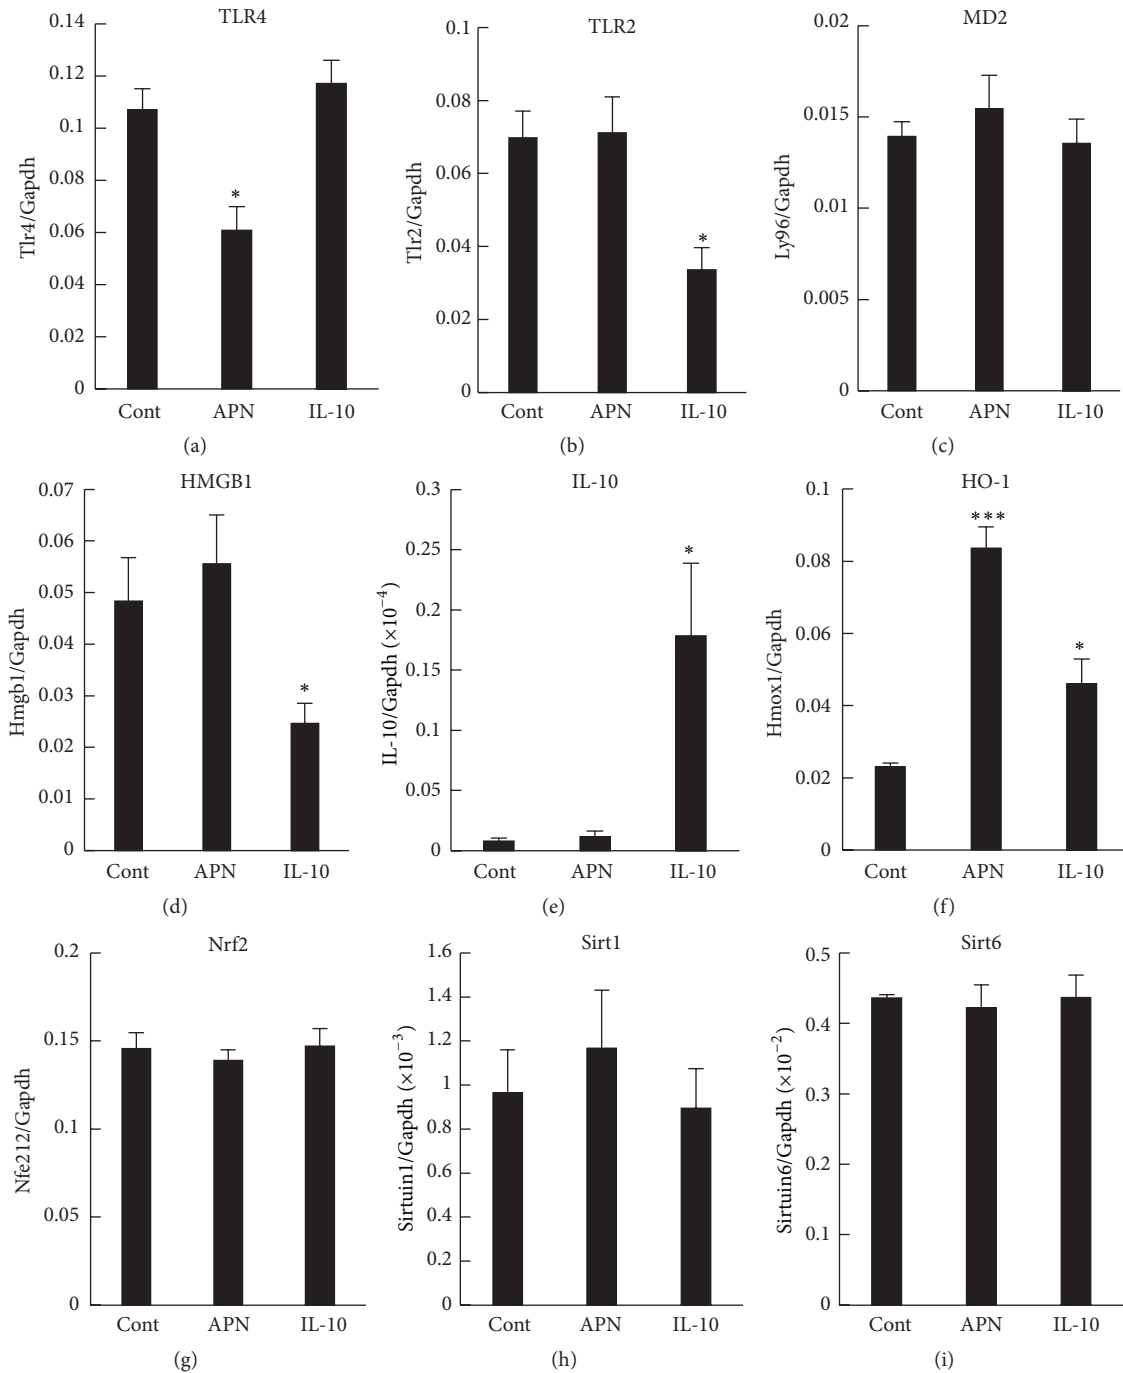 TLR4
0.14
0.12
0.1
0.08
0.06
0.04
0.02
0
Tlr4/Gapdh
*
Cont APN IL-10
(a)
TLR2
0.1
0.08
0.06
0.04
0.02
0
Tlr2/Gapdh
*
Cont APN IL-10
(b)
MD2
0.02
0.015
0.01
0.005
0
Ly96/Gapdh
Cont APN IL-10
(c)
HMGB1
0.07
0.06
0.05
0.04
0.03
0.02
0.01
0
Hmgb1/Gapdh
*
Cont APN IL-10
(d)
IL-10
0.3
0.25
0.2
0.15
0.1
0.05
0
IL-10/Gapdh (×10⁻⁴)
*
Cont APN IL-10
(e)
HO-1
0.1
0.08
0.06
0.04
0.02
0
Hmox1/Gapdh
***
*
Cont APN IL-10
(f)
Nrf2
0.2
0.15
0.1
0.05
0
Nfe212/Gapdh
Cont APN IL-10
(g)
Sirt1
1.6
1.4
1.2
1
0.8
0.6
0.4
0.2
0
Sirtuin1/Gapdh (×10⁻³)
Cont APN IL-10
(h)
Sirt6
0.5
0.4
0.3
0.2
0.1
0
Sirtuin6/Gapdh (×10⁻²)
Cont APN IL-10
(i)